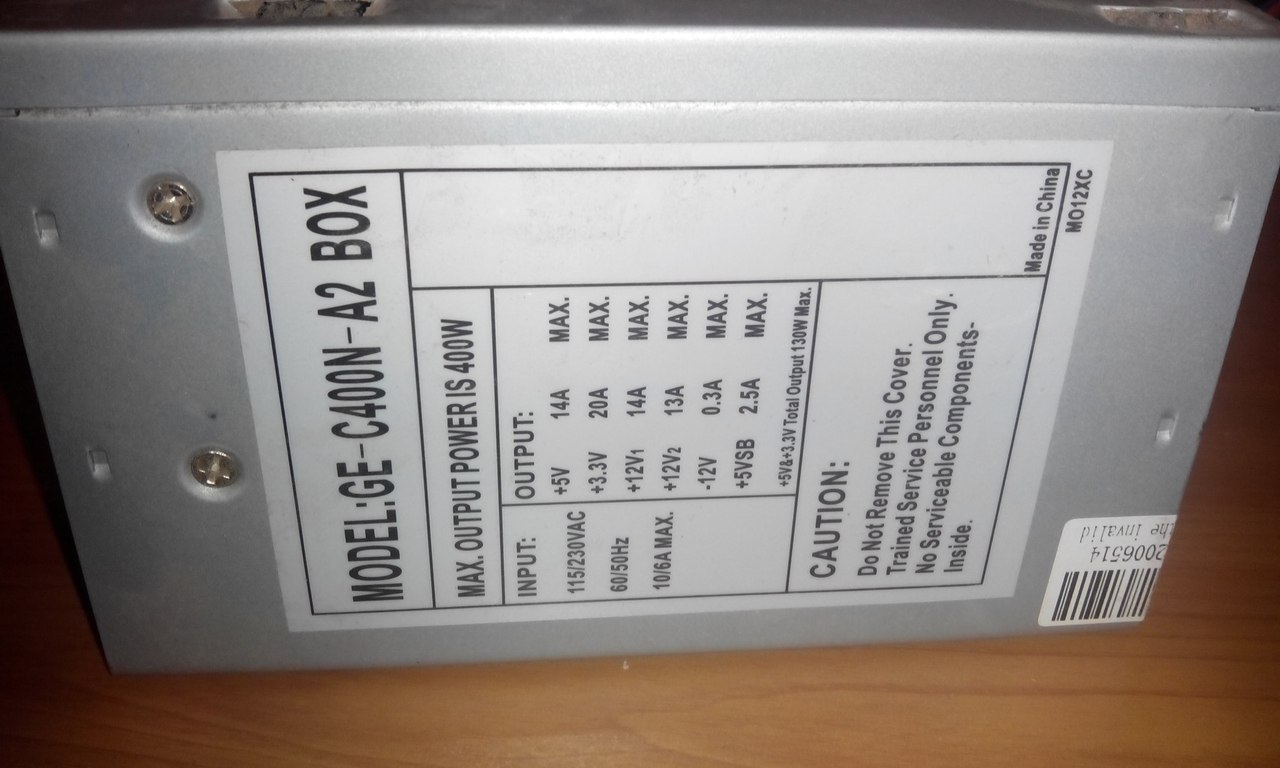 MODEL:GE-C400N-A2 BOX
MAX. OUTPUT POWER IS 400W
INPUT:
115/230VAC
60/50Hz
10/6A MAX.
OUTPUT:
+5V 14A MAX.
+3.3V 20A MAX.
+12V1 14A MAX.
+12V2 13A MAX.
-12V 0.3A MAX.
+5VSB 2.5A MAX.
+5V&+3.3V Total Output 130W Max.
CAUTION:
Do Not Remove This Cover.
Trained Service Personnel Only.
No Serviceable Components-
Inside.
Made in China
MO12XC
2006514
the invalid